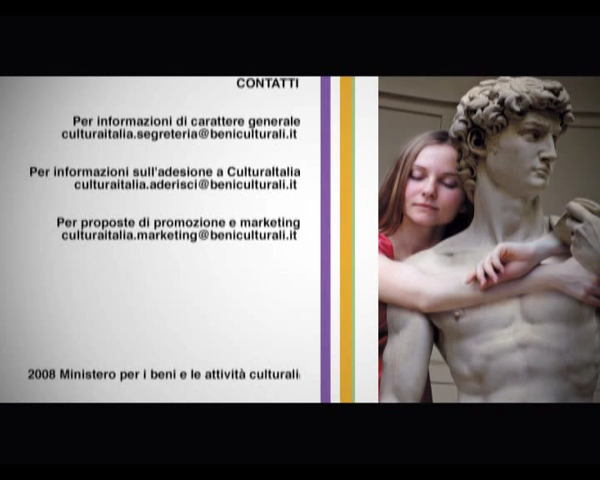 CONTATTI
Per informazioni di carattere generale
culturaitalia.segreteria@beniculturali.it
Per informazioni sull'adesione a CulturaItalia
culturaitalia.aderisci@beniculturali.it
Per proposte di promozione e marketing
culturaitalia.marketing@beniculturali.it
2008 Ministero per i beni e le attività culturali